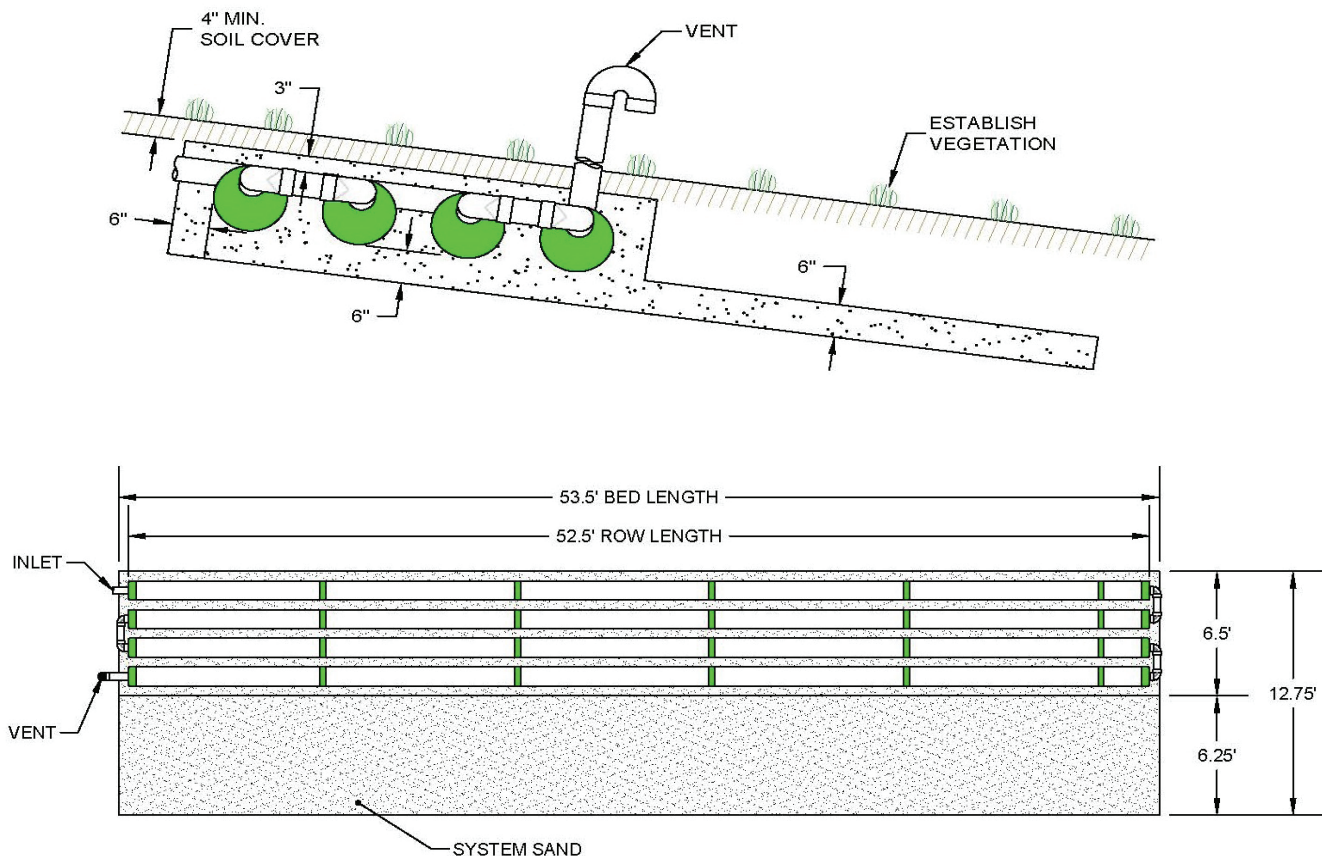 4" MIN.
SOIL COVER
VENT
3"
ESTABLISH
VEGETATION
6"
6"
6"
53.5' BED LENGTH
52.5' ROW LENGTH
INLET
6.5'
12.75'
VENT
6.25'
SYSTEM SAND